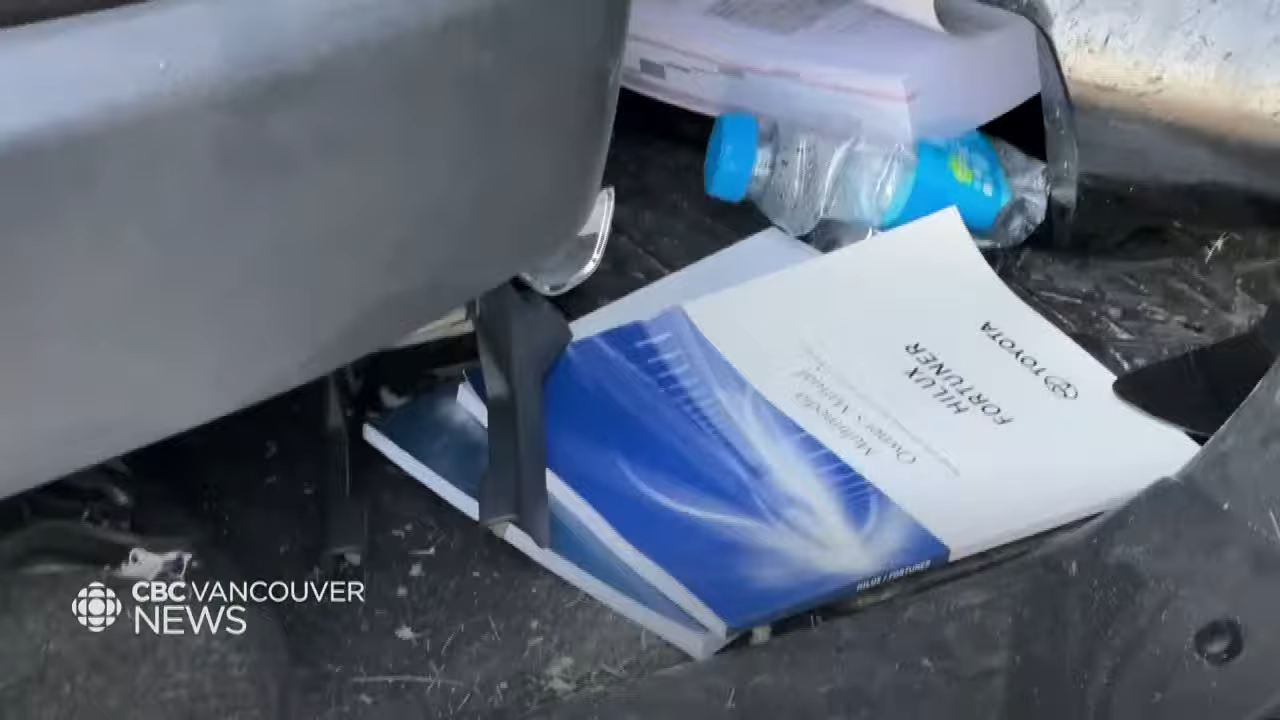 TOYOTA
HILUX
FORTUNER
Multimedia
Owner's Manual
HILUX / FORTUNER
CBC VANCOUVER
NEWS